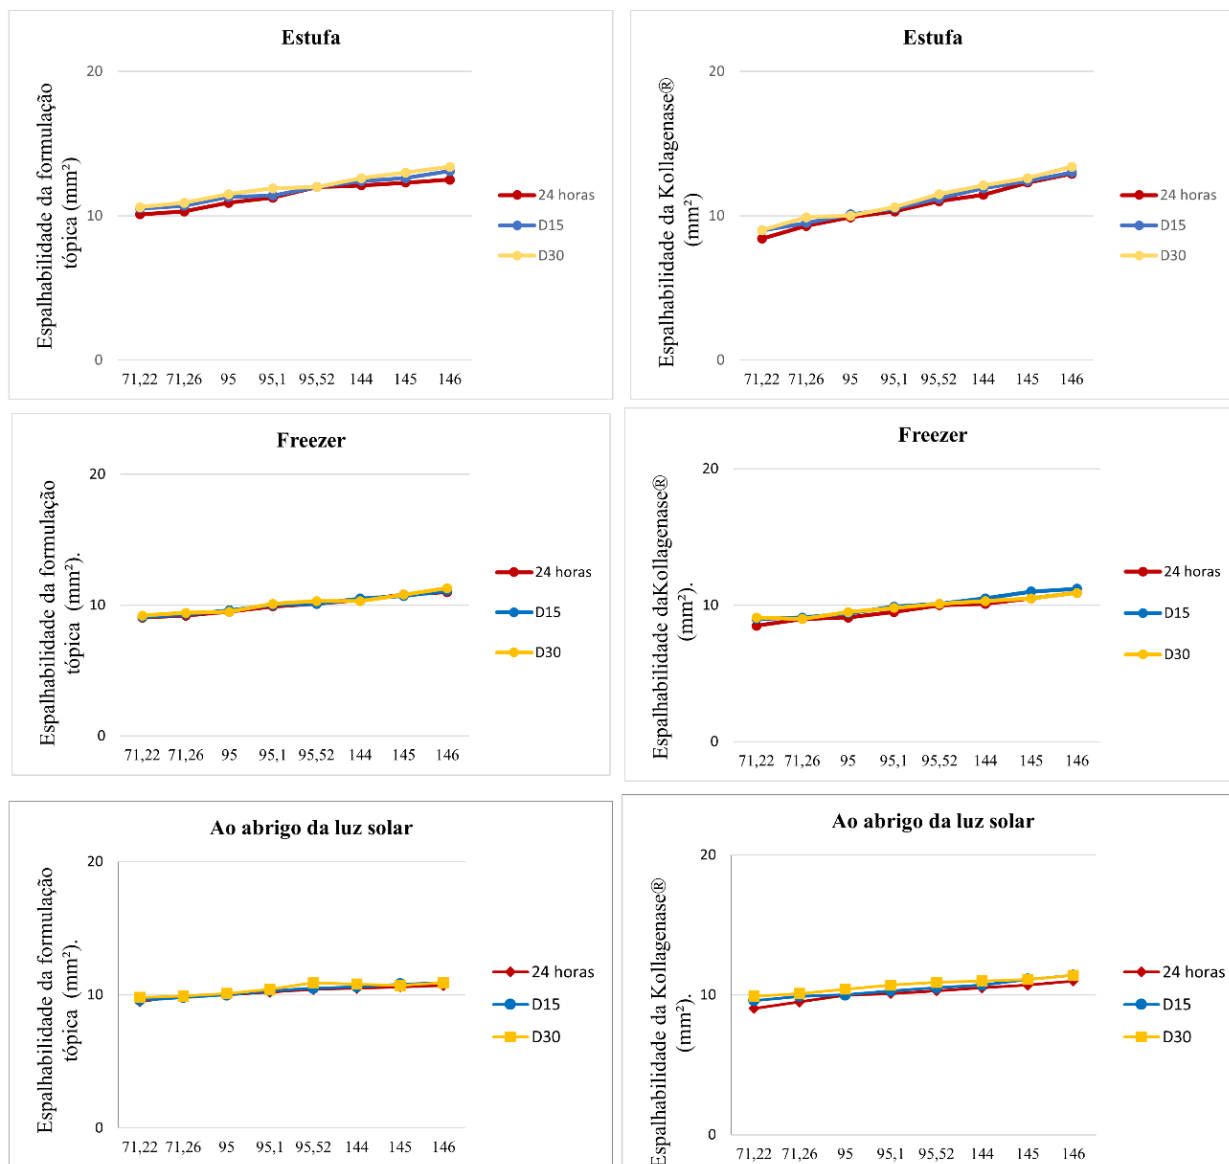 Estufa
Espalhabilidade da formulação
tópica (mm²)
20
10
0
71,22 71,26 95 95,1 95,52 144 145 146
24 horas
D15
D30
Estufa
Espalhabilidade da Kollagenase®
(mm²)
20
10
0
71,22 71,26 95 95,1 95,52 144 145 146
24 horas
D15
D30
Freezer
Espalhabilidade da formulação
tópica (mm²).
20
10
0
71,22 71,26 95 95,1 95,52 144 145 146
24 horas
D15
D30
Freezer
Espalhabilidade daKollagenase®
(mm²).
20
10
0
71,22 71,26 95 95,1 95,52 144 145 146
24 horas
D15
D30
Ao abrigo da luz solar
Espalhabilidade da formulação
tópica (mm²).
20
10
0
71,22 71,26 95 95,1 95,52 144 145 146
24 horas
D15
D30
Ao abrigo da luz solar
Espalhabilidade da Kollagenase®
(mm²).
20
10
0
71,22 71,26 95 95,1 95,52 144 145 146
24 horas
D15
D30